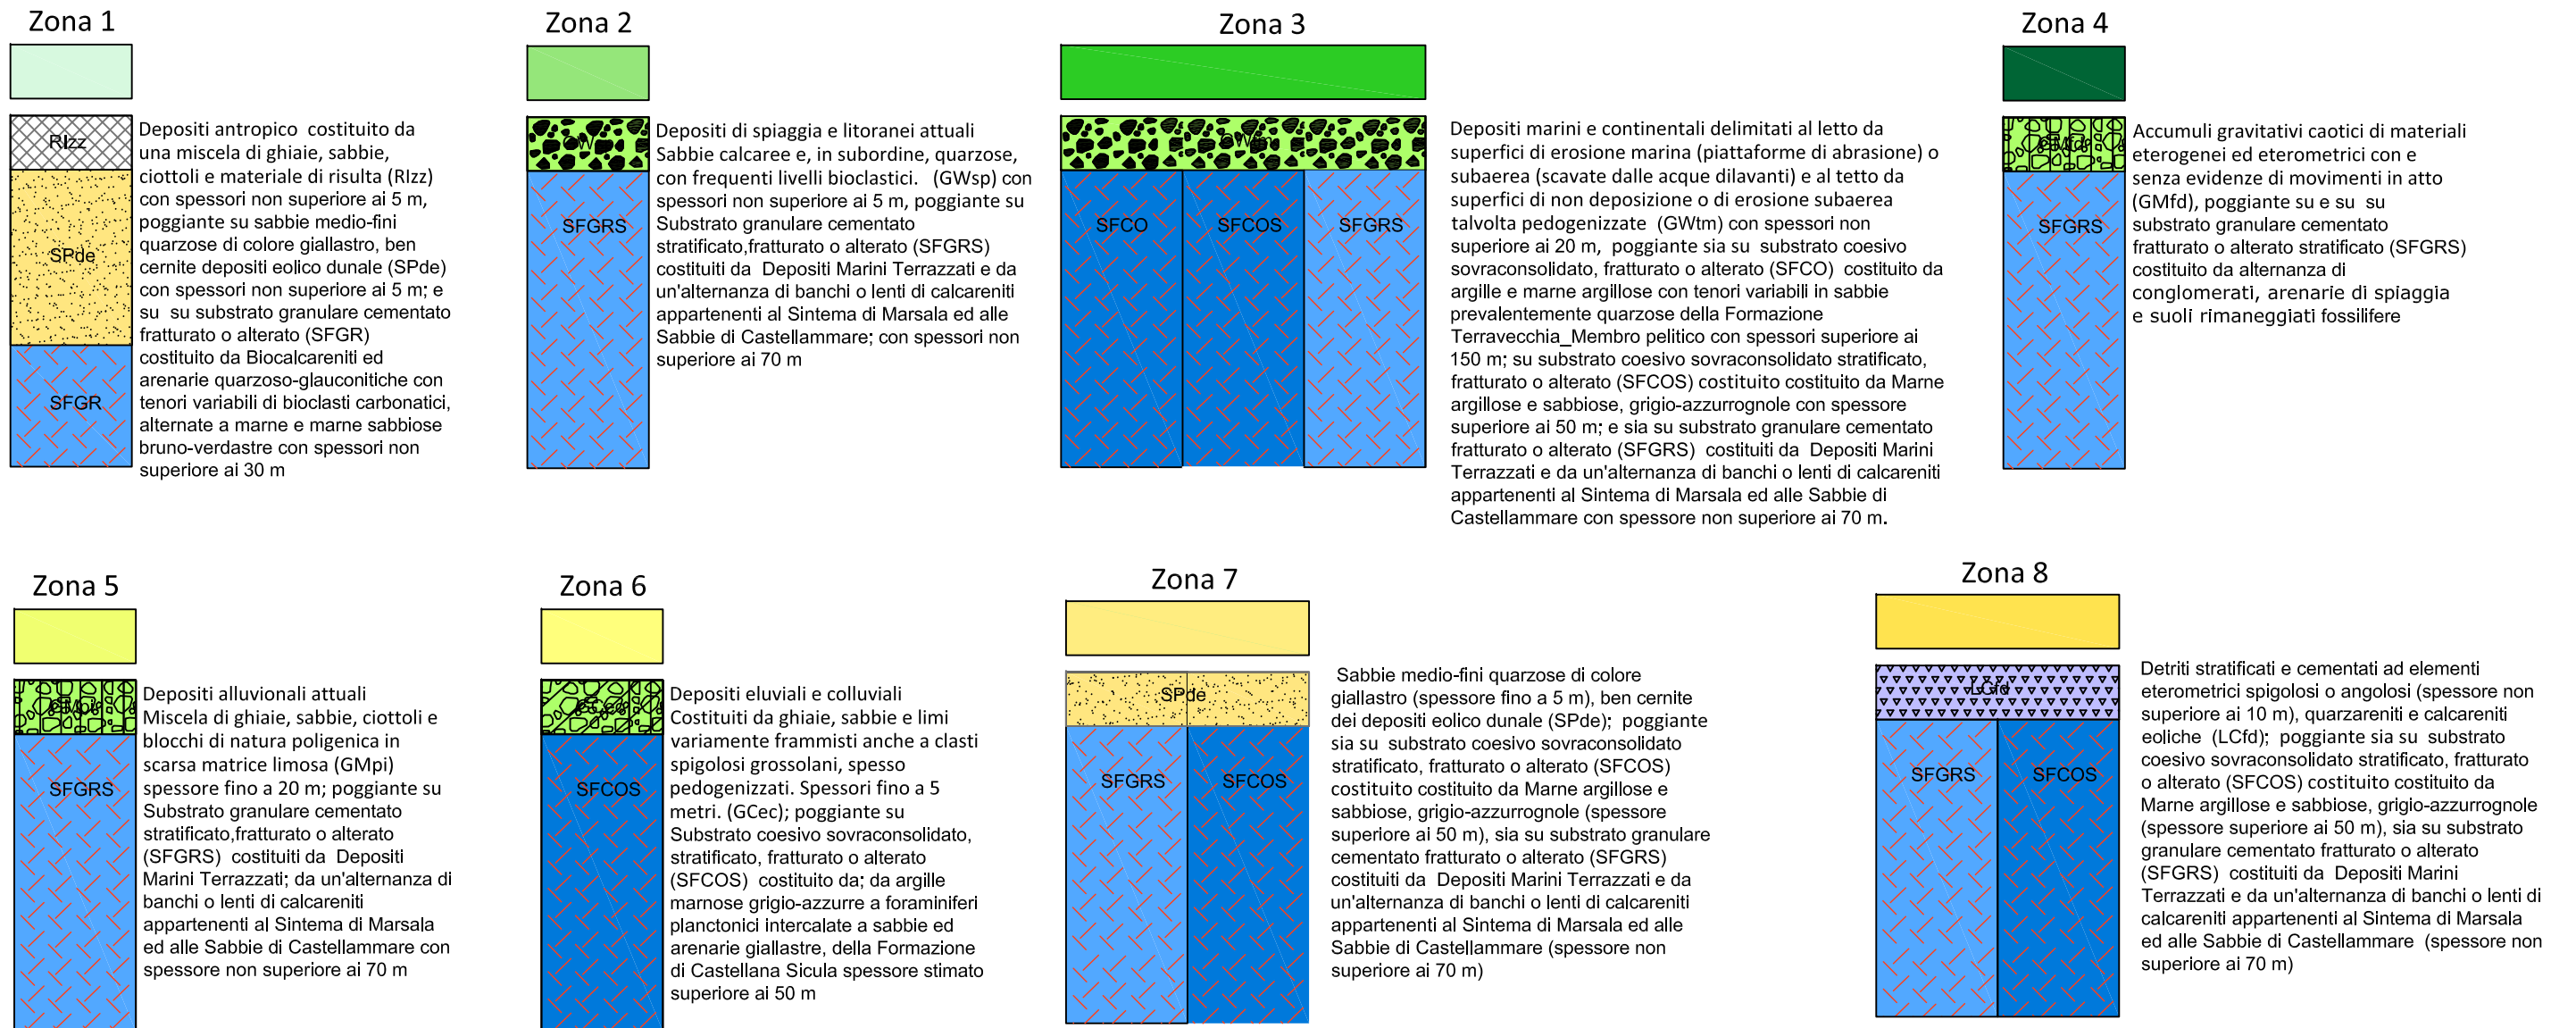 Zona 1
RIzz
SPde
SFGR
Depositi antropico costituito da
una miscela di ghiaie, sabbie,
ciottoli e materiale di risulta (RIzz)
con spessori non superiore ai 5 m,
poggiante su sabbie medio-fini
quarzose di colore giallastro, ben
cernite depositi eolico dunale (SPde)
con spessori non superiore ai 5 m; e
su su substrato granulare cementato
fratturato o alterato (SFGR)
costituito da Biocalcareniti ed
arenarie quarzoso-glauconitiche con
tenori variabili di bioclasti carbonatici,
alternate a marne e marne sabbiose
bruno-verdastre con spessori non
superiore ai 30 m
Zona 2
SFGRS
Depositi di spiaggia e litoranei attuali
Sabbie calcaree e, in subordine, quarzose,
con frequenti livelli bioclastici. (GWsp) con
spessori non superiore ai 5 m, poggiante su
Substrato granulare cementato
stratificato,fratturato o alterato (SFGRS)
costituiti da Depositi Marini Terrazzati e da
un'alternanza di banchi o lenti di calcareniti
appartenenti al Sintema di Marsala ed alle
Sabbie di Castellammare; con spessori non
superiore ai 70 m
Zona 3
GWtm
SFCO SFCOS SFGRS
Depositi marini e continentali delimitati al letto da
superfici di erosione marina (piattaforme di abrasione) o
subaerea (scavate dalle acque dilavanti) e al tetto da
superfici di non deposizione o di erosione subaerea
talvolta pedogenizzate (GWtm) con spessori non
superiore ai 20 m, poggiante sia su substrato coesivo
sovraconsolidato, fratturato o alterato (SFCO) costituito da
argille e marne argillose con tenori variabili in sabbie
prevalentemente quarzose della Formazione
Terravecchia_Membro pelitico con spessori superiore ai
150 m; su substrato coesivo sovraconsolidato stratificato,
fratturato o alterato (SFCOS) costituito costituito da Marne
argillose e sabbiose, grigio-azzurrognole con spessore
superiore ai 50 m; e sia su substrato granulare cementato
fratturato o alterato (SFGRS) costituiti da Depositi Marini
Terrazzati e da un'alternanza di banchi o lenti di calcareniti
appartenenti al Sintema di Marsala ed alle Sabbie di
Castellammare con spessore non superiore ai 70 m.
Zona 4
GMfd
SFGRS
Accumuli gravitativi caotici di materiali
eterogenei ed eterometrici con e
senza evidenze di movimenti in atto
(GMfd), poggiante su e su su
substrato granulare cementato
fratturato o alterato stratificato (SFGRS)
costituito da alternanza di
conglomerati, arenarie di spiaggia
e suoli rimaneggiati fossilifere
Zona 5
GMpi
SFGRS
Depositi alluvionali attuali
Miscela di ghiaie, sabbie, ciottoli e
blocchi di natura poligenica in
scarsa matrice limosa (GMpi)
spessore fino a 20 m; poggiante su
Substrato granulare cementato
stratificato,fratturato o alterato
(SFGRS) costituiti da Depositi
Marini Terrazzati; da un'alternanza di
banchi o lenti di calcareniti
appartenenti al Sintema di Marsala
ed alle Sabbie di Castellammare con
spessore non superiore ai 70 m
Zona 6
GCec
SFCOS
Depositi eluviali e colluviali
Costituiti da ghiaie, sabbie e limi
variamente frammisti anche a clasti
spigolosi grossolani, spesso
pedogenizzati. Spessori fino a 5
metri. (GCec); poggiante su
Substrato coesivo sovraconsolidato,
stratificato, fratturato o alterato
(SFCOS) costituito da; da argille
marnose grigio-azzurre a foraminiferi
planctonici intercalate a sabbie ed
arenarie giallastre, della Formazione
di Castellana Sicula spessore stimato
superiore ai 50 m
Zona 7
SPde
SFGRS SFCOS
Sabbie medio-fini quarzose di colore
giallastro (spessore fino a 5 m), ben cernite
dei depositi eolico dunale (SPde); poggiante
sia su substrato coesivo sovraconsolidato
stratificato, fratturato o alterato (SFCOS)
costituito costituito da Marne argillose e
sabbiose, grigio-azzurrognole (spessore
superiore ai 50 m), sia su substrato granulare
cementato fratturato o alterato (SFGRS)
costituiti da Depositi Marini Terrazzati e da
un'alternanza di banchi o lenti di calcareniti
appartenenti al Sintema di Marsala ed alle
Sabbie di Castellammare (spessore non
superiore ai 70 m)
Zona 8
LCfd
SFGRS SFCOS
Detriti stratificati e cementati ad elementi
eterometrici spigolosi o angolosi (spessore non
superiore ai 10 m), quarzareniti e calcareniti
eoliche (LCfd); poggiante sia su substrato
coesivo sovraconsolidato stratificato, fratturato
o alterato (SFCOS) costituito costituito da
Marne argillose e sabbiose, grigio-azzurrognole
(spessore superiore ai 50 m), sia su substrato
granulare cementato fratturato o alterato
(SFGRS) costituiti da Depositi Marini
Terrazzati e da un'alternanza di banchi o lenti di
calcareniti appartenenti al Sintema di Marsala
ed alle Sabbie di Castellammare (spessore non
superiore ai 70 m)